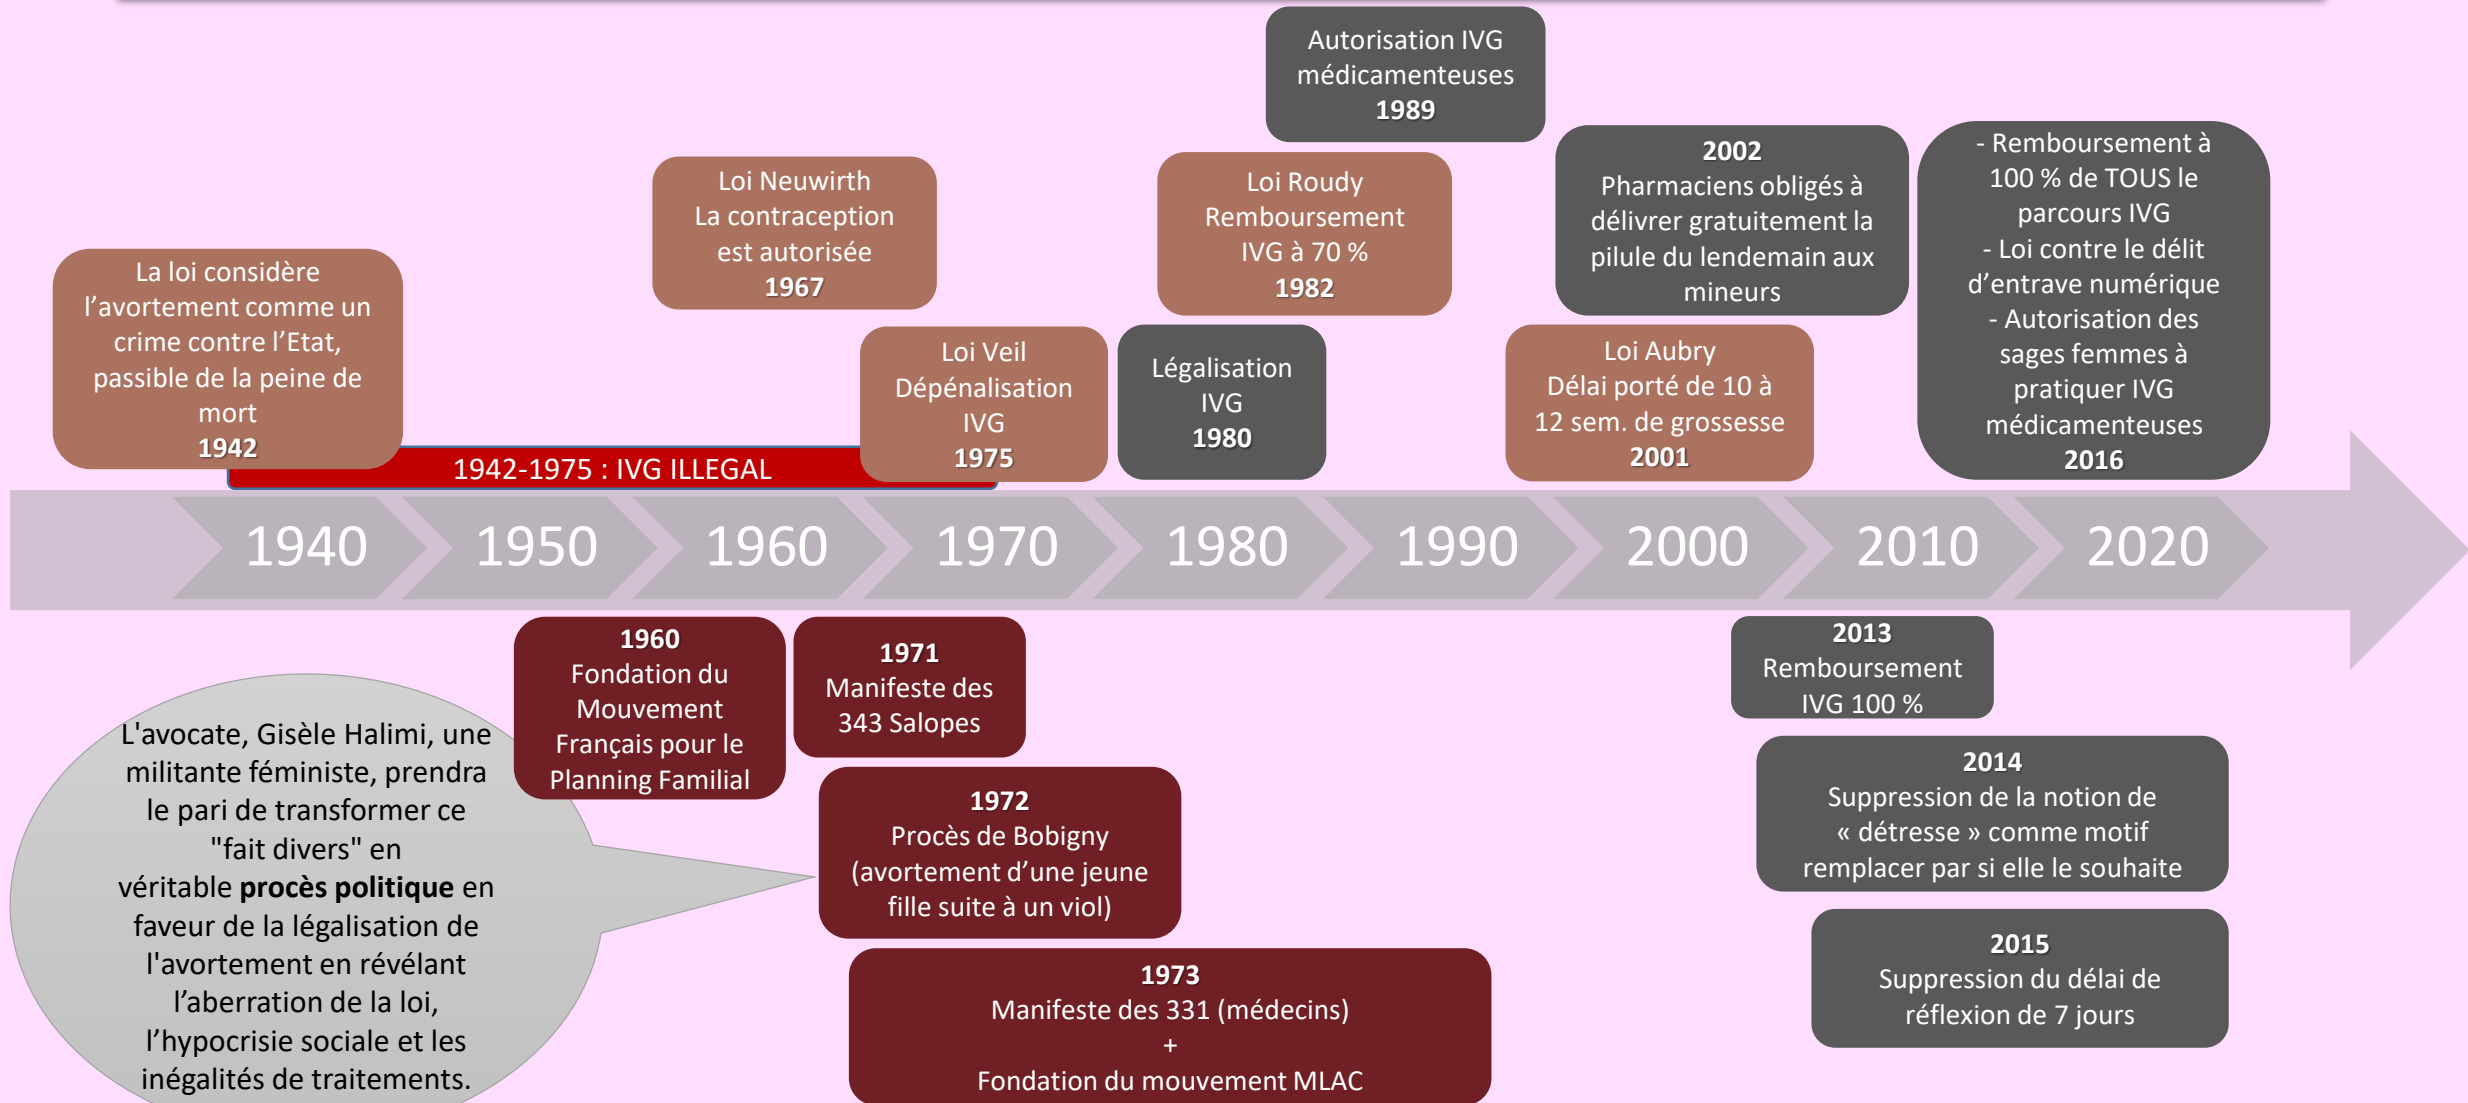 La loi considère
l’avortement comme un
crime contre l’Etat,
passible de la peine de
mort
1942
1942-1975 : IVG ILLEGAL
Loi Neuwirth
La contraception
est autorisée
1967
Loi Veil
Dépénalisation
IVG
1975
Légalisation
IVG
1980
Loi Roudy
Remboursement
IVG à 70 %
1982
Autorisation IVG
médicamenteuses
1989
Loi Aubry
Délai porté de 10 à
12 sem. de grossesse
2001
2002
Pharmaciens obligés à
délivrer gratuitement la
pilule du lendemain aux
mineurs
- Remboursement à
100 % de TOUS le
parcours IVG
- Loi contre le délit
d’entrave numérique
- Autorisation des
sages femmes à
pratiquer IVG
médicamenteuses
2016
1940
1950
1960
1970
1980
1990
2000
2010
2020
L'avocate, Gisèle Halimi, une
militante féministe, prendra
le pari de transformer ce
"fait divers" en
véritable procès politique en
faveur de la légalisation de
l'avortement en révélant
l’aberration de la loi,
l’hypocrisie sociale et les
inégalités de traitements.
1960
Fondation du
Mouvement
Français pour le
Planning Familial
1971
Manifeste des
343 Salopes
1972
Procès de Bobigny
(avortement d’une jeune
fille suite à un viol)
1973
Manifeste des 331 (médecins)
+
Fondation du mouvement MLAC
2013
Remboursement
IVG 100 %
2014
Suppression de la notion de
« détresse » comme motif
remplacer par si elle le souhaite
2015
Suppression du délai de
réflexion de 7 jours